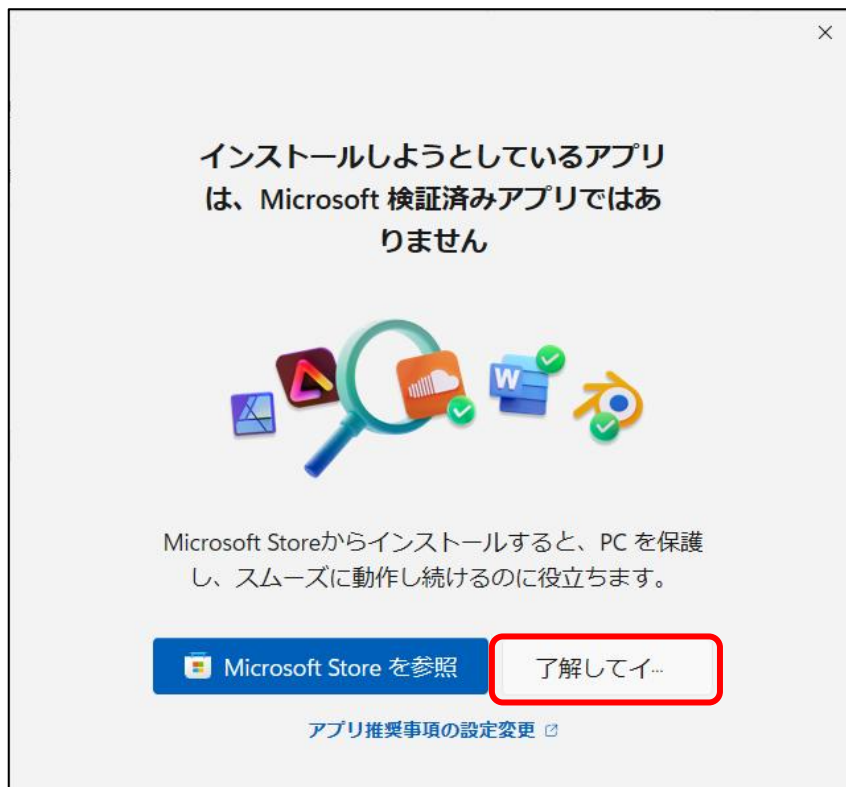 インストールしようとしているアプリ
は、Microsoft 検証済みアプリではあ
りません
W
Microsoft Storeからインストールすると、PC を保護
し、スムーズに動作し続けるのに役立ちます。
Microsoft Store を参照
了解してイ...
アプリ推奨事項の設定変更